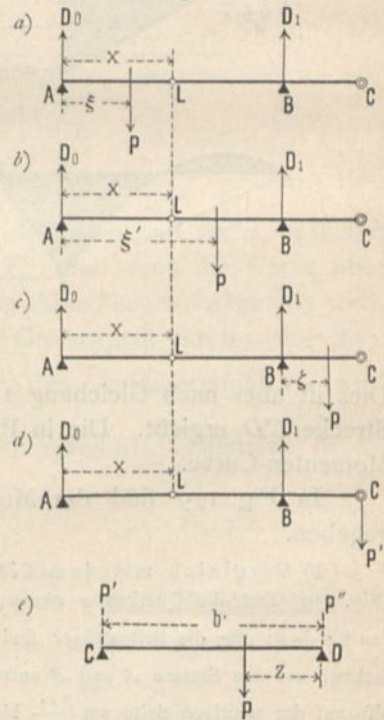 a) D₀ D₁
x
A ξ L B C
P
b) D₀ D₁
x
A ξ' L B C
P
c) D₀ D₁
x
A L B ζ C
P
d) D₀ D₁
x
A L B C
P'
e) P' P''
b.
C D
z
P